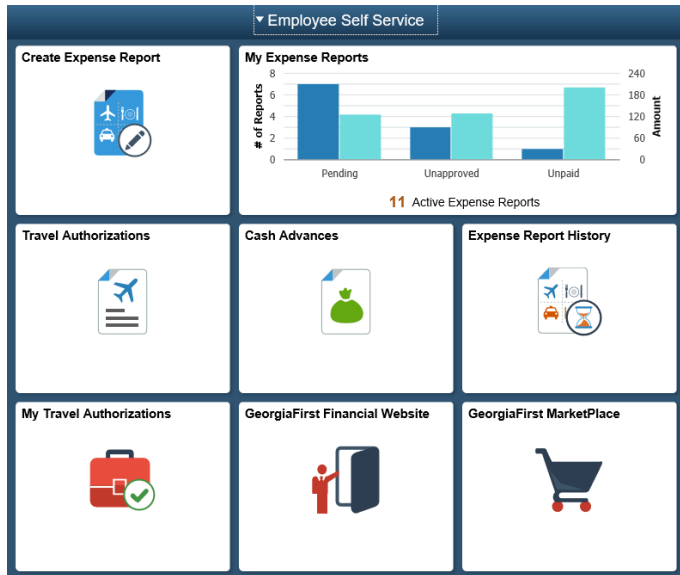 Employee Self Service
Create Expense Report
My Expense Reports
# of Reports
8
6
4
2
0
240
180
120
60
0
Amount
Pending Unapproved Unpaid
11 Active Expense Reports
Travel Authorizations
Cash Advances
Expense Report History
My Travel Authorizations
GeorgiaFirst Financial Website
GeorgiaFirst MarketPlace